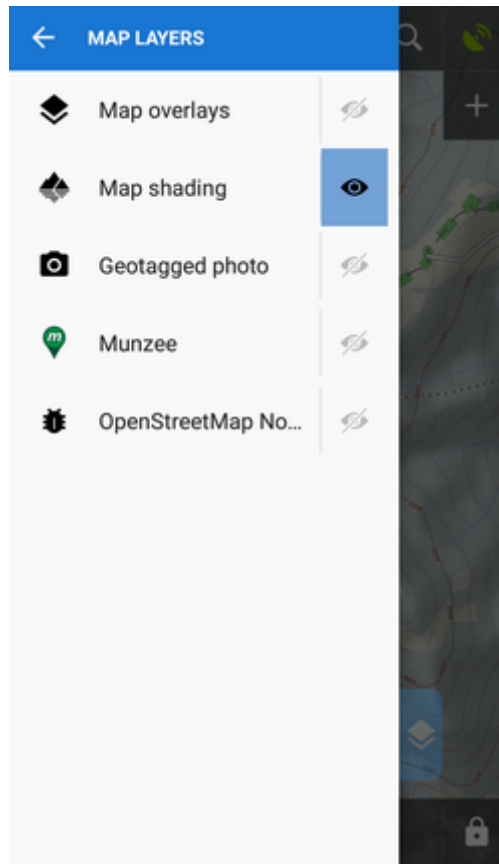 MAP LAYERS
Map overlays
Map shading
Geotagged photo
m
Munzee
OpenStreetMap No...